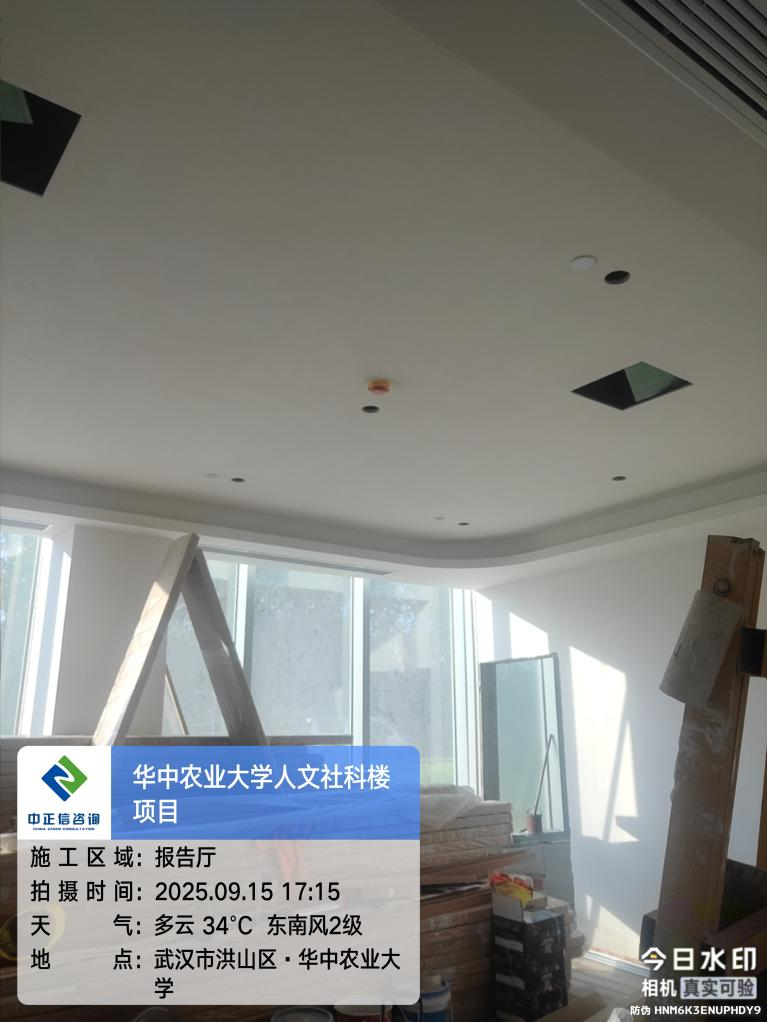 华中农业大学人文社科楼
项目
中正信咨询
施工区域：报告厅
拍摄时间：2025.09.15 17:15
天气：多云 34℃ 东南风2级
地点：武汉市洪山区·华中农业大
学
今日水印
相机 真实可验
防伪 HNM6K3ENUPHDY9